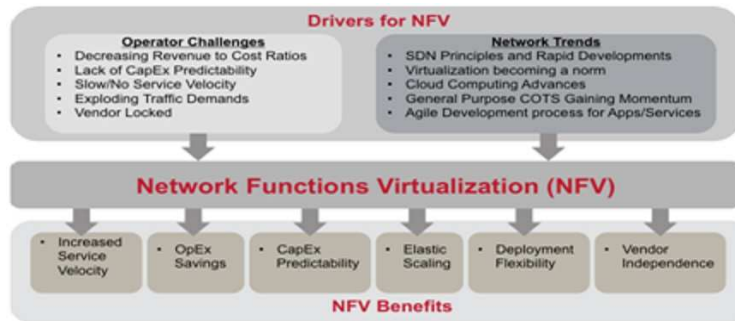 Drivers for NFV
Operator Challenges
• Decreasing Revenue to Cost Ratios
• Lack of CapEx Predictability
• Slow/No Service Velocity
• Exploding Traffic Demands
• Vendor Locked
Network Trends
• SDN Principles and Rapid Developments
• Virtualization becoming a norm
• Cloud Computing Advances
• General Purpose COTS Gaining Momentum
• Agile Development process for Apps/Services
Network Functions Virtualization (NFV)
• Increased
Service
Velocity
• OpEx
Savings
• CapEx
Predictability
• Elastic
Scaling
• Deployment
Flexibility
• Vendor
Independence
NFV Benefits